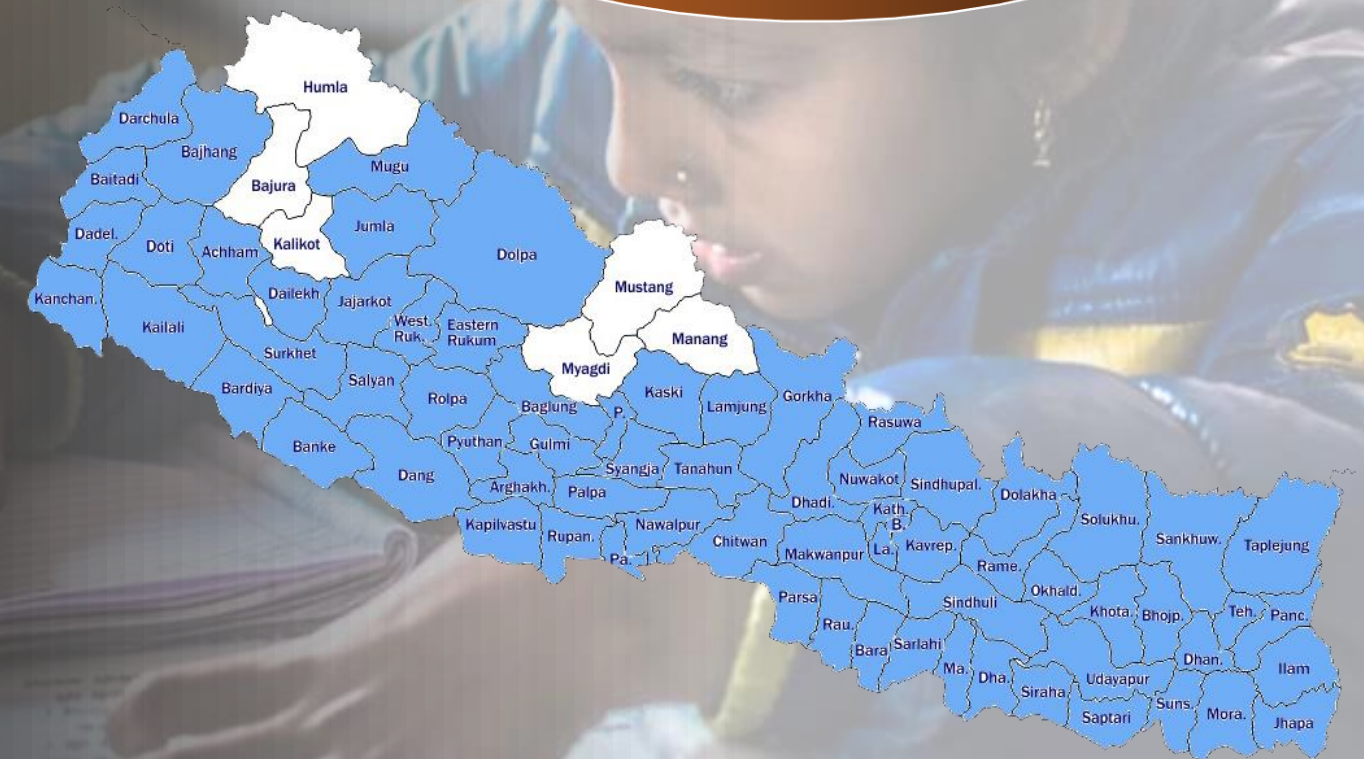 Humla
Darchula
Bajhang
Mugu
Baitadi
Bajura
Dadel.
Doti
Achham
Kalikot
Jumla
Dolpa
Kanchan.
Kailali
Dailekh
Jajarkot
Mustang
West.
Ruk.
Eastern
Rukum
Manang
Surkhet
Myagdi
Bardiya
Salyan
Rolpa
Baglung
P.
Kaski
Lamjung
Gorkha
Rasuwa
Banke
Dang
Pyuthan
Gulmi
Syangja
Tanahun
Nuwakot
Sindhupal.
Dolakha
Arghakh.
Palpa
Dhadi.
Kath.
B.
Solukhu.
Sankhuw.
Taplejung
Kapilvastu
Rupan.
Nawalpur
Pa.
Chitwan
Makwanpur
La.
Kavrep.
Rame.
Okhald.
Parsa
Rau.
Bara
Sarlahi
Sindhuli
Khota.
Bhojp.
Teh.
Panc.
Ma.
Dha.
Siraha
Udayapur
Saptari
Dhan.
Suns.
Mora.
Ilam
Jhapa